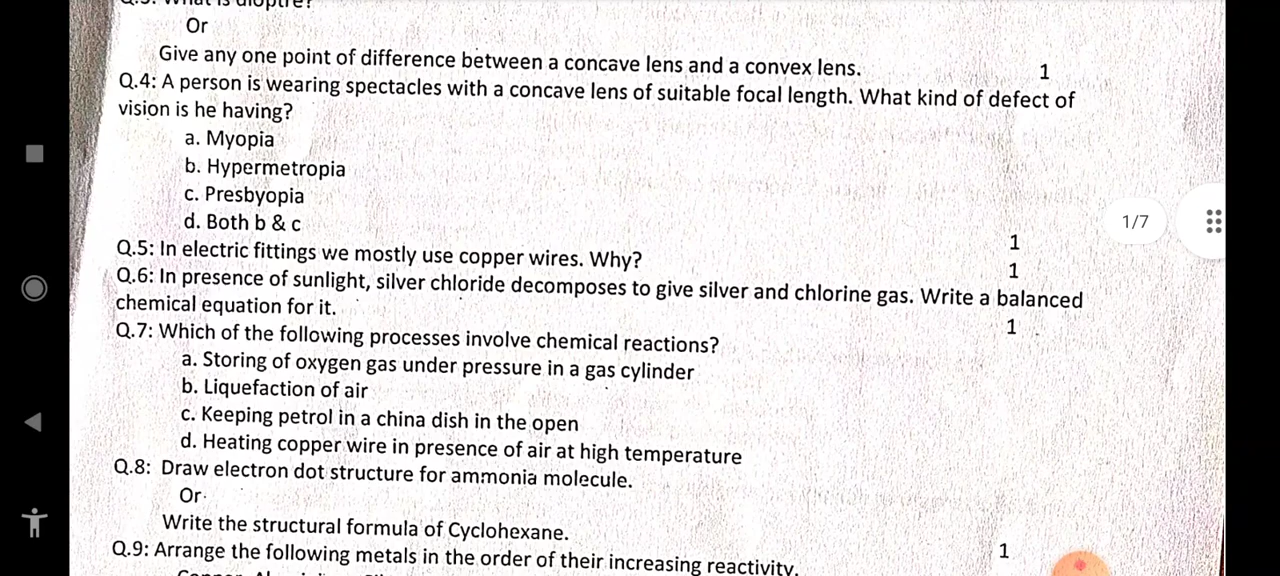 Or
Give any one point of difference between a concave lens and a convex lens. 1
Q.4: A person is wearing spectacles with a concave lens of suitable focal length. What kind of defect of
vision is he having?
a. Myopia
b. Hypermetropia
c. Presbyopia
d. Both b & c
1/7
1
Q.5: In electric fittings we mostly use copper wires. Why? 1
Q.6: In presence of sunlight, silver chloride decomposes to give silver and chlorine gas. Write a balanced
chemical equation for it. 1
Q.7: Which of the following processes involve chemical reactions?
a. Storing of oxygen gas under pressure in a gas cylinder
b. Liquefaction of air
c. Keeping petrol in a china dish in the open
d. Heating copper wire in presence of air at high temperature
Q.8: Draw electron dot structure for ammonia molecule.
Or
Write the structural formula of Cyclohexane. 1
Q.9: Arrange the following metals in the order of their increasing reactivity.